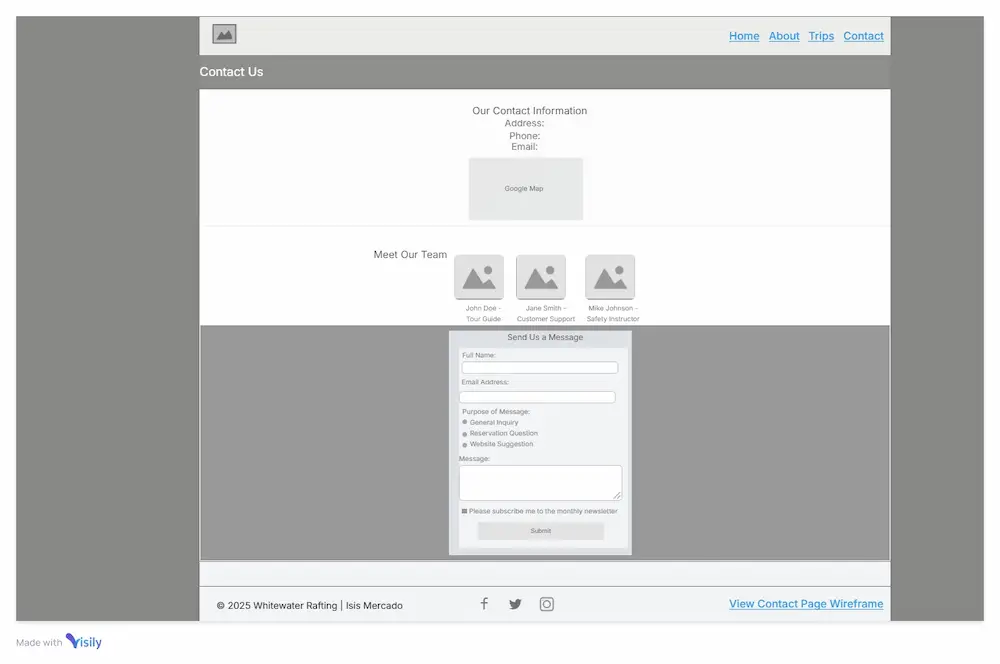 Home About Trips Contact
Contact Us
Our Contact Information
Address:
Phone:
Email:
Google Map
Meet Our Team
John Doe -
Tour Guide
Jane Smith -
Customer Support
Mike Johnson -
Safety Instructor
Send Us a Message
Full Name:
Email Address:
Purpose of Message:
General Inquiry
Reservation Question
Website Suggestion
Message:
Please subscribe me to the monthly newsletter
Submit
© 2025 Whitewater Rafting | Isis Mercado
View Contact Page Wireframe
Made with Visily